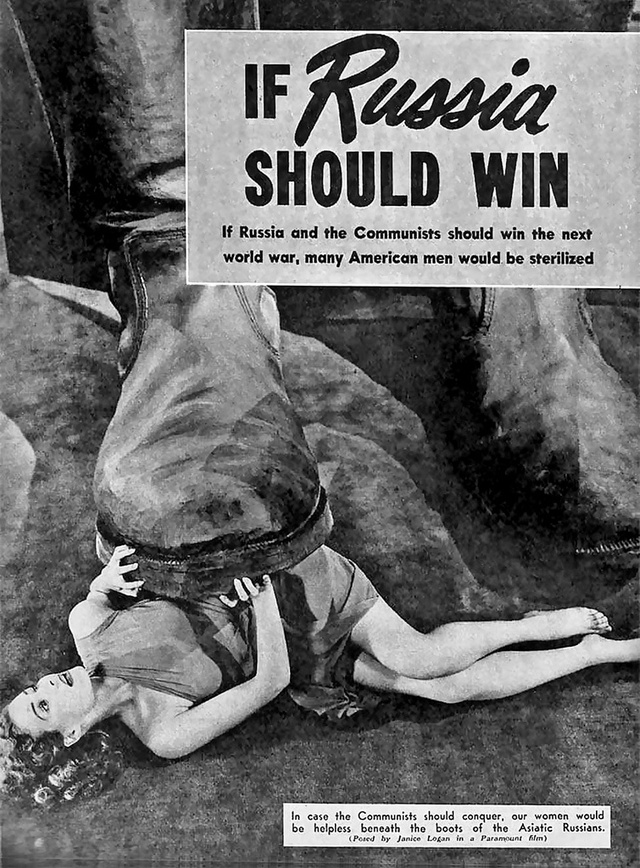 IF Russia
SHOULD WIN
If Russia and the Communists should win the next
world war, many American men would be sterilized
In case the Communists should conquer, our women would
be helpless beneath the boots of the Asiatic Russians.
(Posed by Janice Logan in a Paramount film)